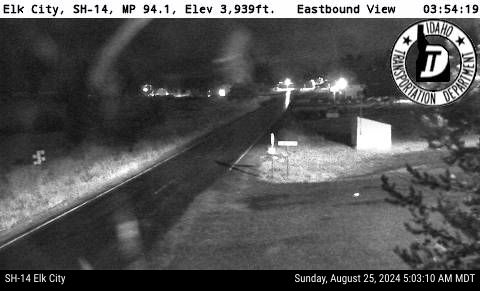 Elk City, SH-14, MP 94.1, Elev 3,939ft. Eastbound View 03:54:19
IDAHO
TRANSPORTATION DEPARTMENT
SH-14 Elk City Sunday, August 25, 2024 5:03:10 AM MDT